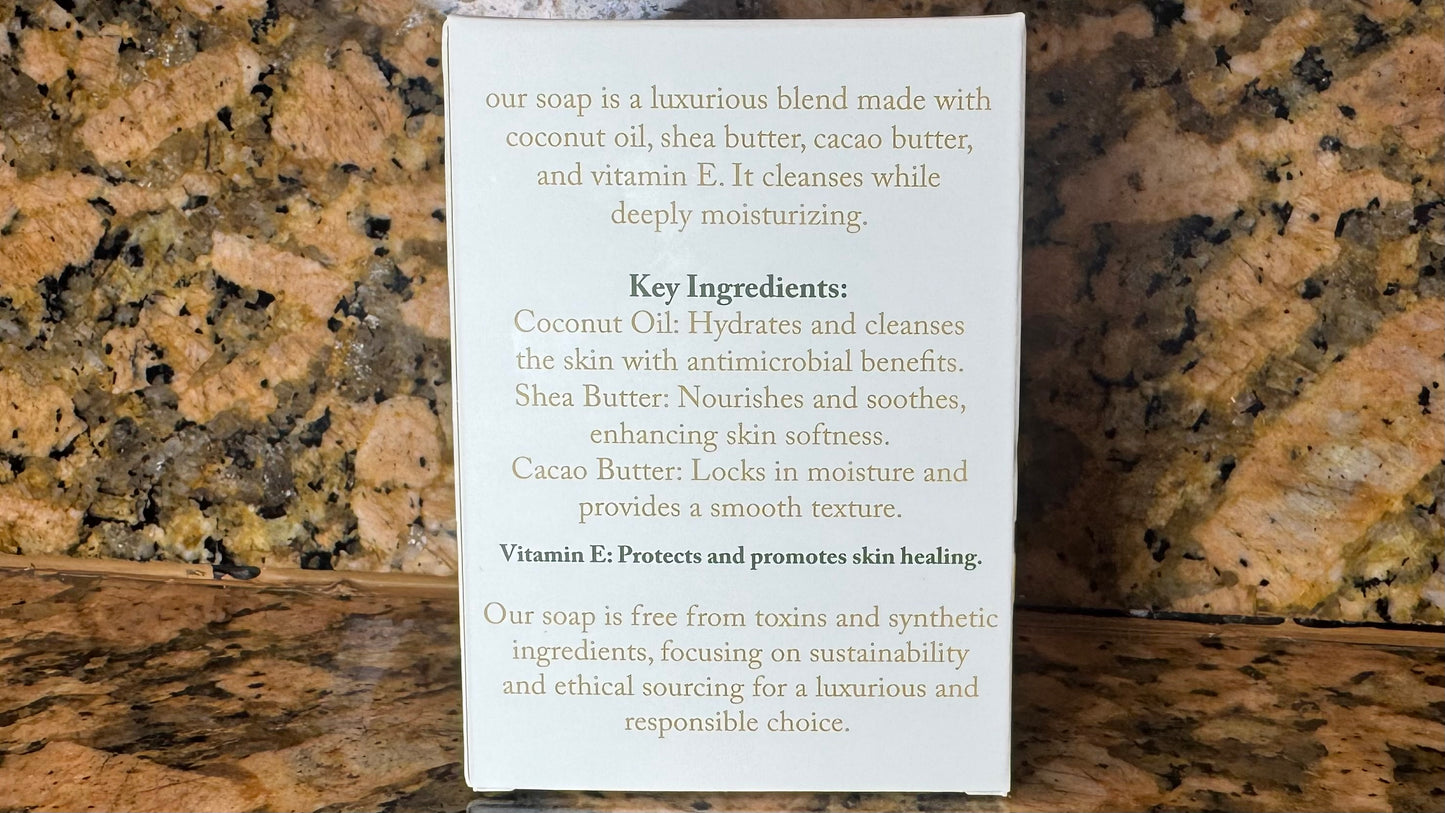 our soap is a luxurious blend made with
coconut oil, shea butter, cacao butter,
and vitamin E. It cleanses while
deeply moisturizing.
Key Ingredients:
Coconut Oil: Hydrates and cleanses
the skin with antimicrobial benefits.
Shea Butter: Nourishes and soothes,
enhancing skin softness.
Cacao Butter: Locks in moisture and
provides a smooth texture.
Vitamin E: Protects and promotes skin healing.
Our soap is free from toxins and synthetic
ingredients, focusing on sustainability
and ethical sourcing for a luxurious and
responsible choice.